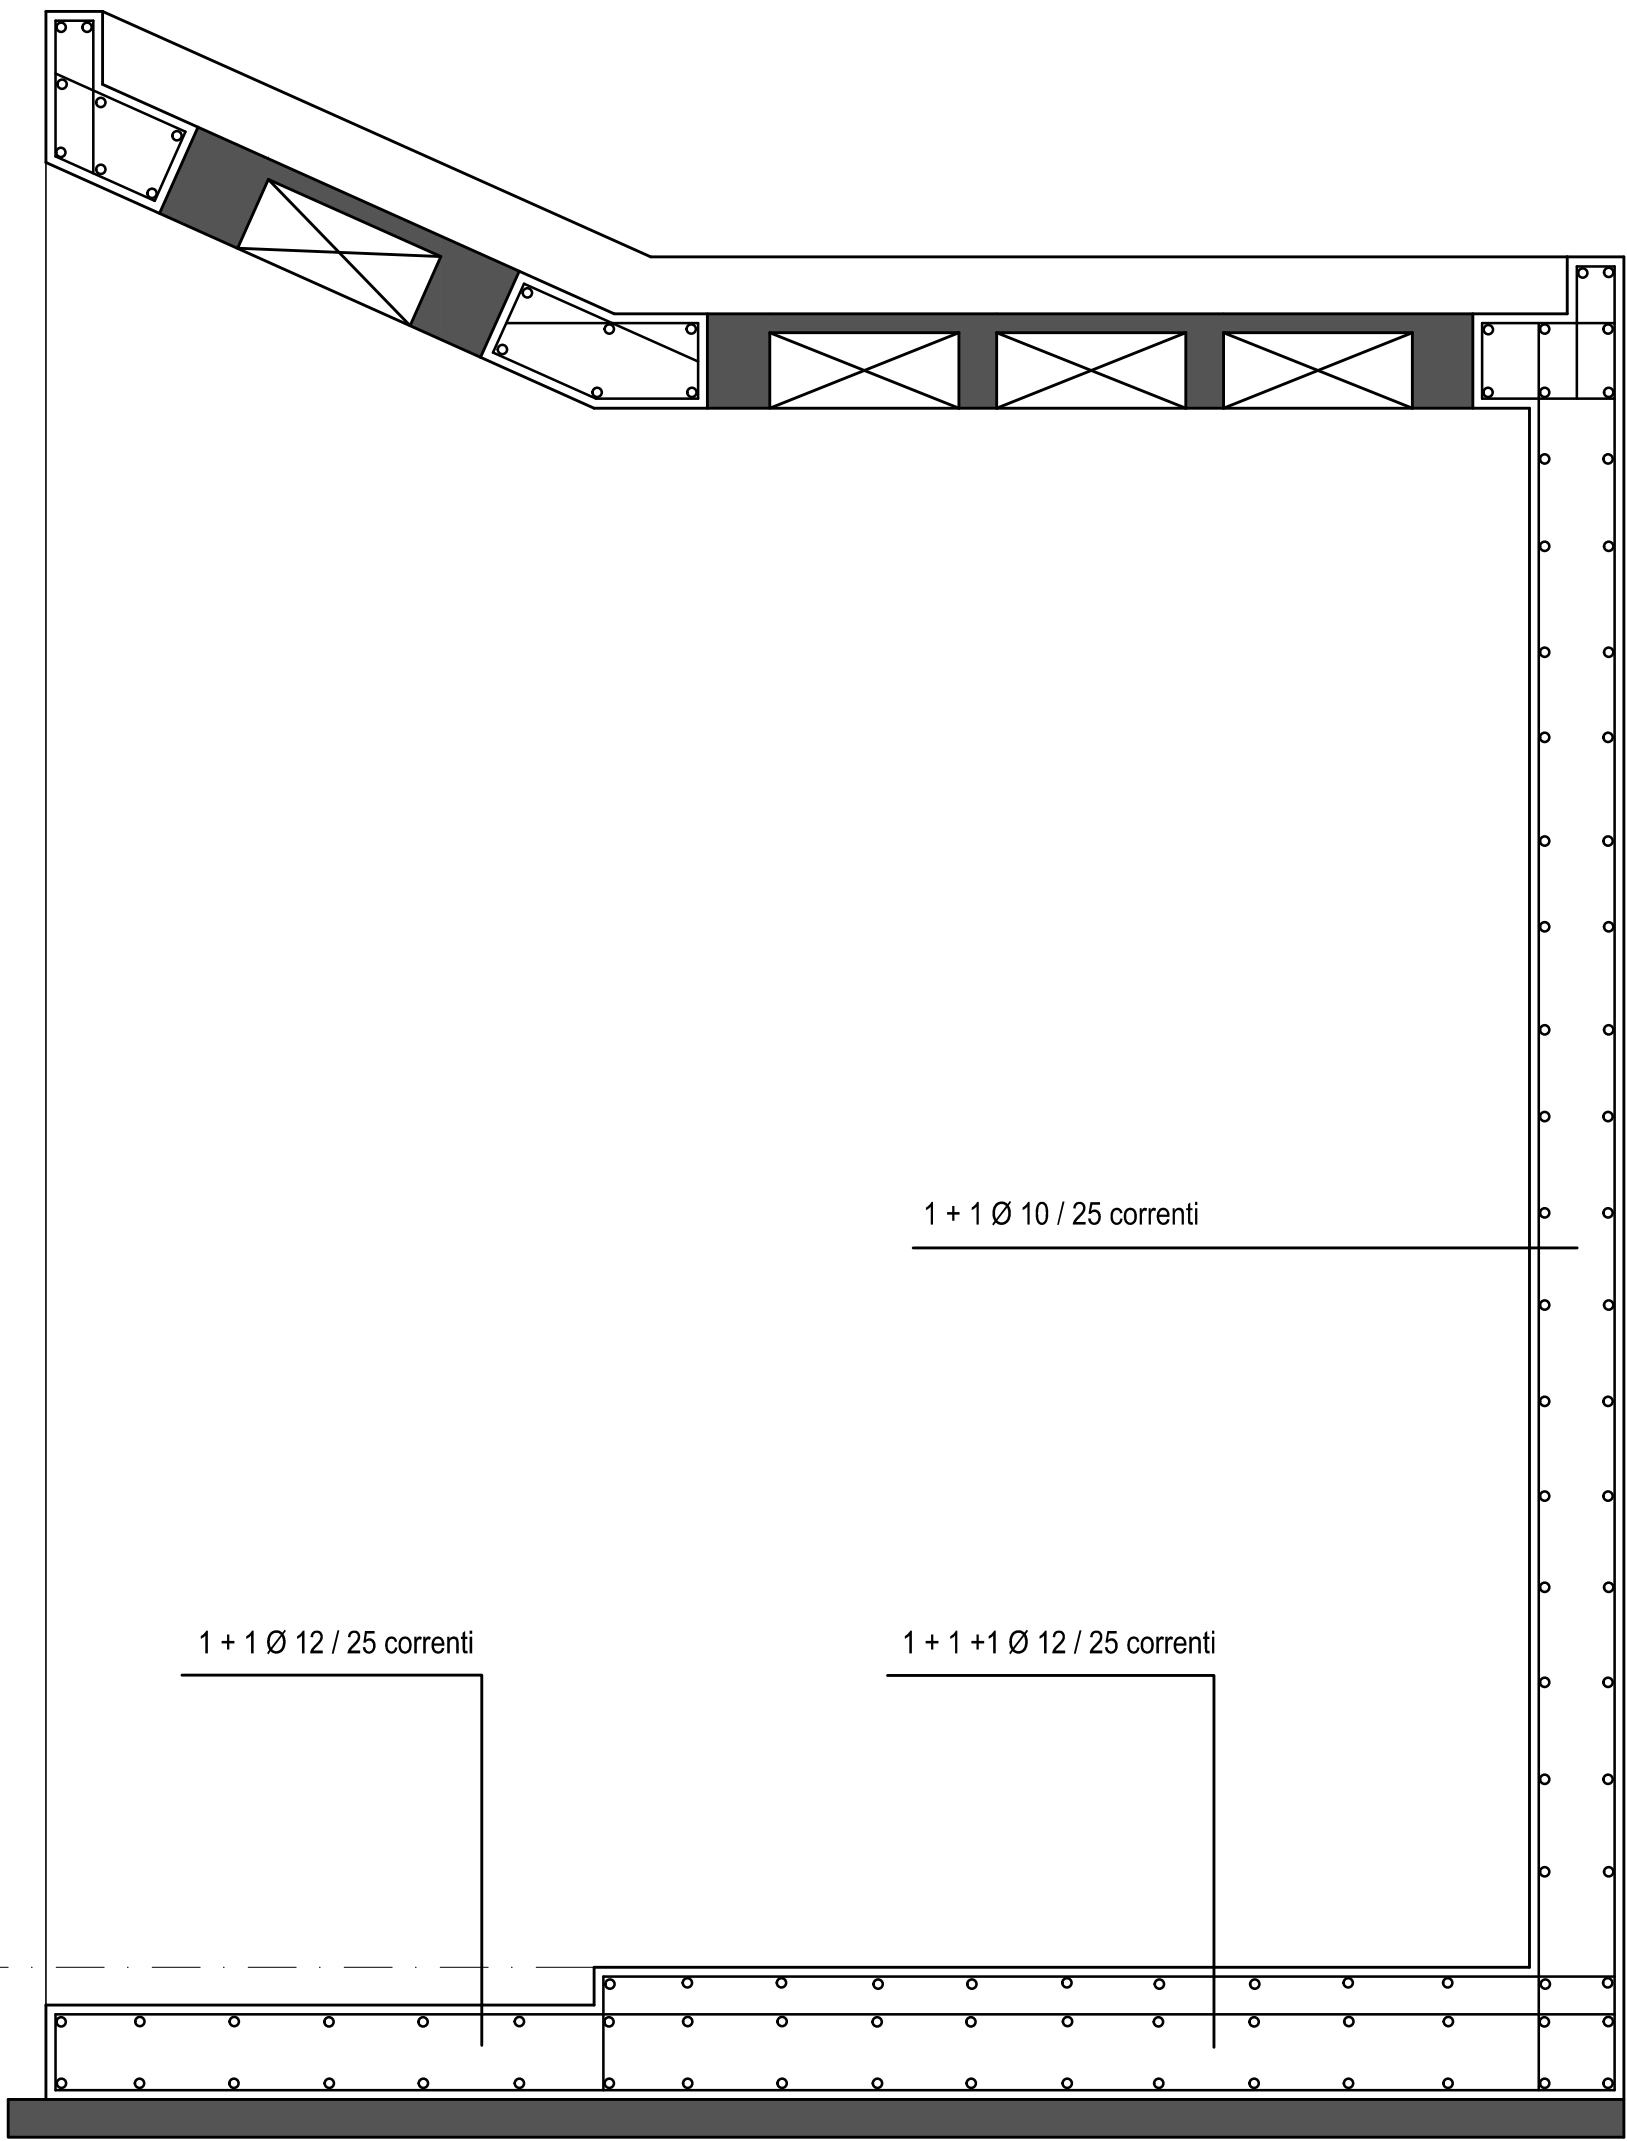 1 + 1 Ø 10 / 25 correnti
1 + 1 Ø 12 / 25 correnti
1 + 1 +1 Ø 12 / 25 correnti